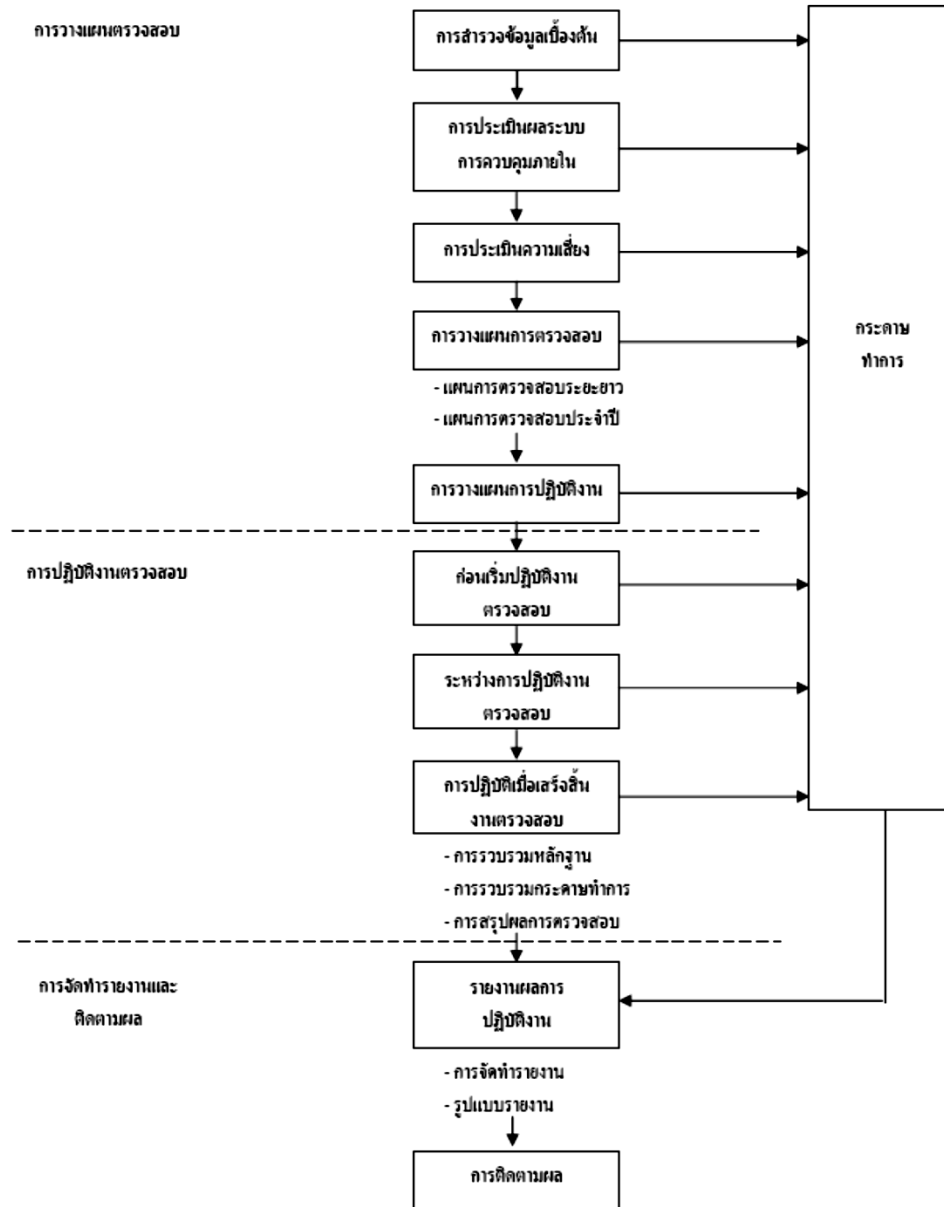 การวางแผนตรวจสอบ
การสำรวจข้อมูลเบื้องต้น
การประเมินผลระบบ
การควบคุมภายใน
การประเมินความเสี่ยง
การวางแผนการตรวจสอบ
- แผนการตรวจสอบระยะยาว
- แผนการตรวจสอบประจำปี
การวางแผนการปฏิบัติงาน
กระดาษ
ทำการ
การปฏิบัติงานตรวจสอบ
ก่อนเริ่มปฏิบัติงาน
ตรวจสอบ
ระหว่างการปฏิบัติงาน
ตรวจสอบ
การปฏิบัติเมื่อเสร็จสิ้น
งานตรวจสอบ
- การรวบรวมหลักฐาน
- การรวบรวมกระดาษทำการ
- การสรุปผลการตรวจสอบ
การจัดทำรายงานและ
ติดตามผล
รายงานผลการ
ปฏิบัติงาน
- การจัดทำรายงาน
- รูปแบบรายงาน
การติดตามผล